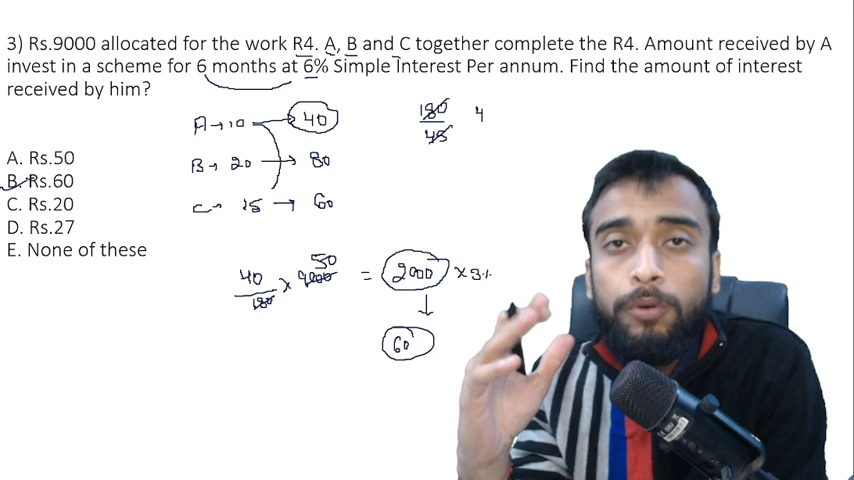 3) Rs.9000 allocated for the work R4. A, B and C together complete the R4. Amount received by A
invest in a scheme for 6 months at 6% Simple Interest Per annum. Find the amount of interest
received by him?
A → 10 → 40
180/45 4
B → 20 → 80
C → 15 → 60
A. Rs.50
B. Rs.60
C. Rs.20
D. Rs.27
E. None of these
50
40/180 × 9000 = 2000 × 3%
60